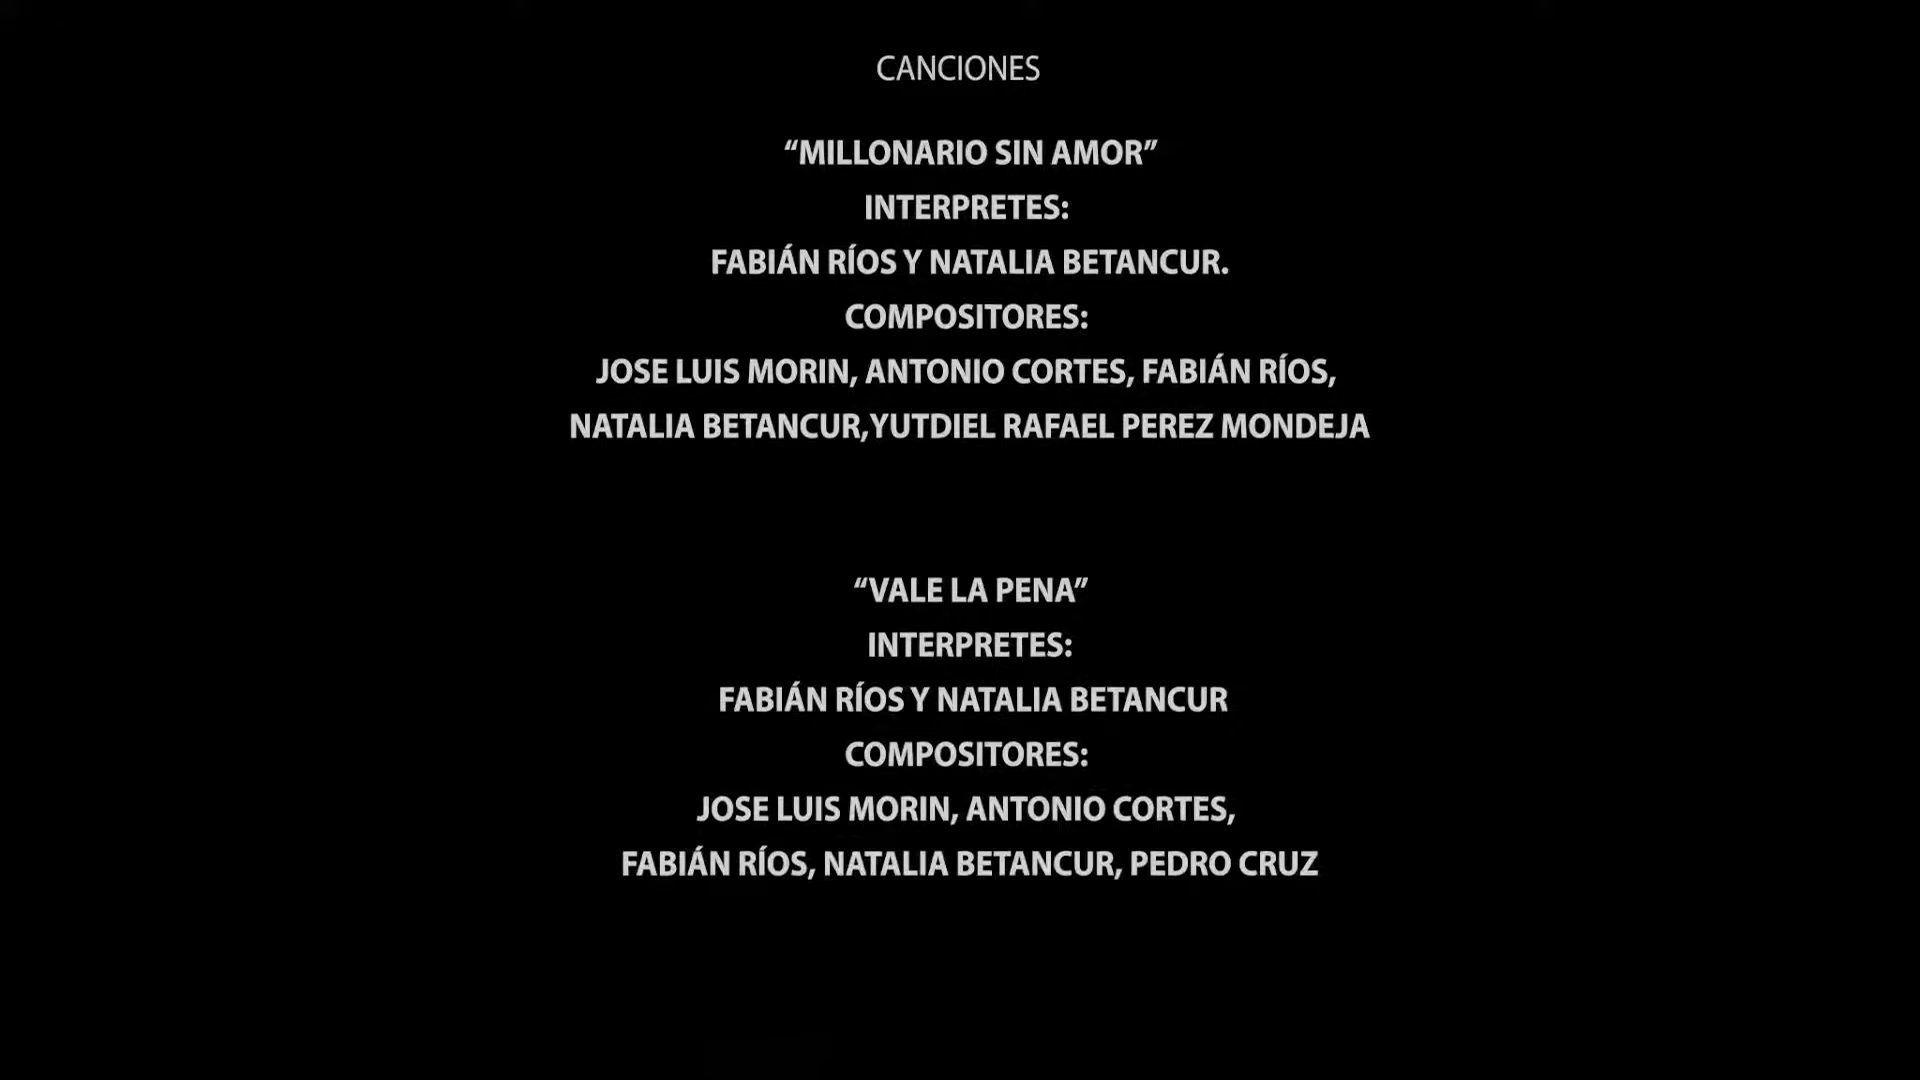 CANCIONES
“MILLONARIO SIN AMOR”
INTERPRETES:
FABIÁN RÍOS Y NATALIA BETANCUR.
COMPOSITORES:
JOSE LUIS MORIN, ANTONIO CORTES, FABIÁN RÍOS,
NATALIA BETANCUR,YUTDIEL RAFAEL PEREZ MONDEJA
“VALE LA PENA”
INTERPRETES:
FABIÁN RÍOS Y NATALIA BETANCUR
COMPOSITORES:
JOSE LUIS MORIN, ANTONIO CORTES,
FABIÁN RÍOS, NATALIA BETANCUR, PEDRO CRUZ